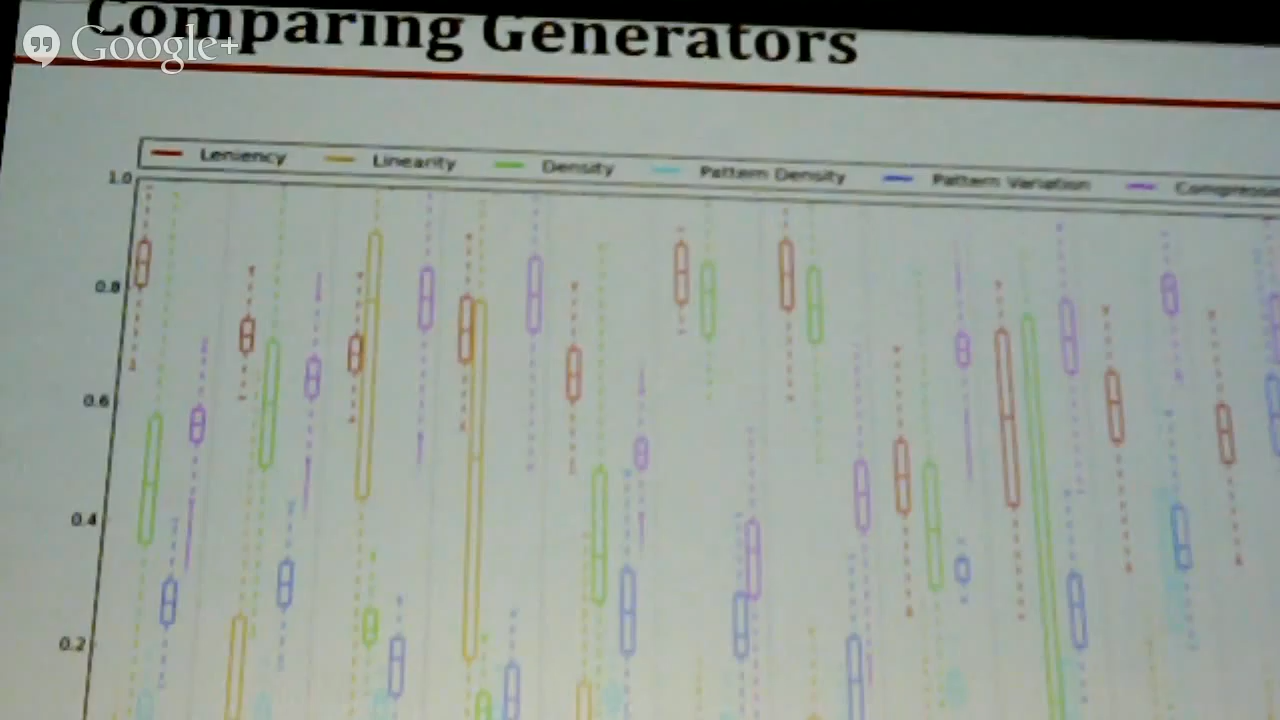 Comparing Generators
Google+
Leniency Linearity Density Pattern Density Pattern Variation
1.0
0.8
0.6
0.4
0.2